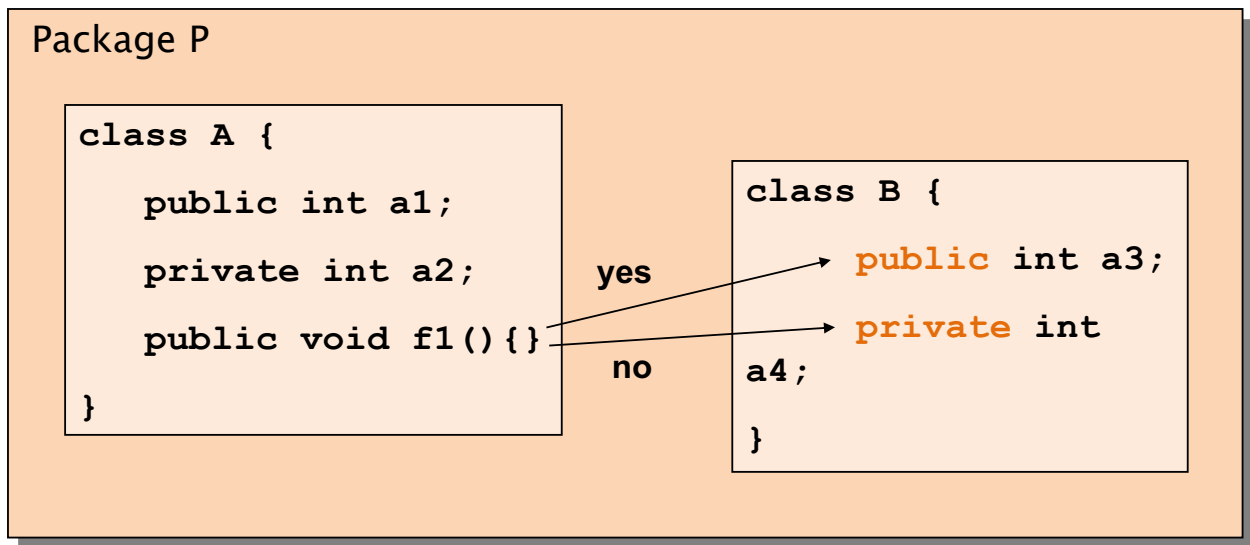 Package P
class A {
public int a1;
private int a2;
public void f1(){}
}
yes
no
class B {
public int a3;
private int
a4;
}